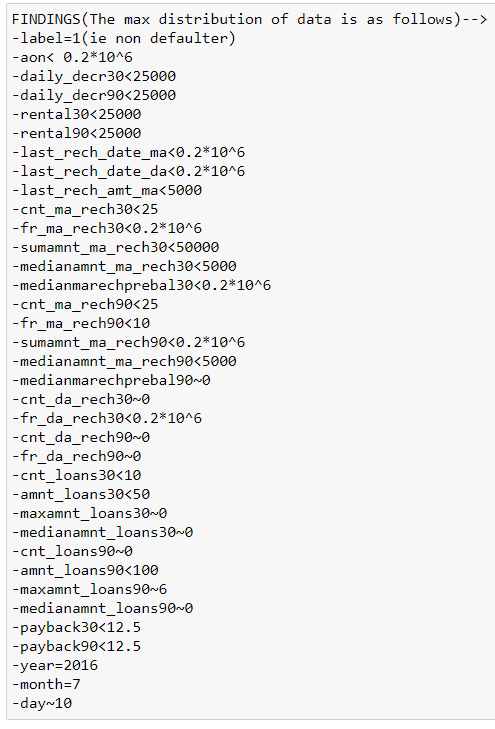 FINDINGS(The max distribution of data is as follows)-->
-label=1(ie non defaulter)
-aon< 0.2*10^6
-daily_decr30<25000
-daily_decr90<25000
-rental30<25000
-rental90<25000
-last_rech_date_ma<0.2*10^6
-last_rech_date_da<0.2*10^6
-last_rech_amt_ma<5000
-cnt_ma_rech30<25
-fr_ma_rech30<0.2*10^6
-sumamnt_ma_rech30<50000
-medianamnt_ma_rech30<5000
-medianmarechprebal30<0.2*10^6
-cnt_ma_rech90<25
-fr_ma_rech90<10
-sumamnt_ma_rech90<0.2*10^6
-medianamnt_ma_rech90<5000
-medianmarechprebal90~0
-cnt_da_rech30~0
-fr_da_rech30<0.2*10^6
-cnt_da_rech90~0
-fr_da_rech90~0
-cnt_loans30<10
-amnt_loans30<50
-maxamnt_loans30~0
-medianamnt_loans30~0
-cnt_loans90~0
-amnt_loans90<100
-maxamnt_loans90~6
-medianamnt_loans90~0
-payback30<12.5
-payback90<12.5
-year=2016
-month=7
-day~10